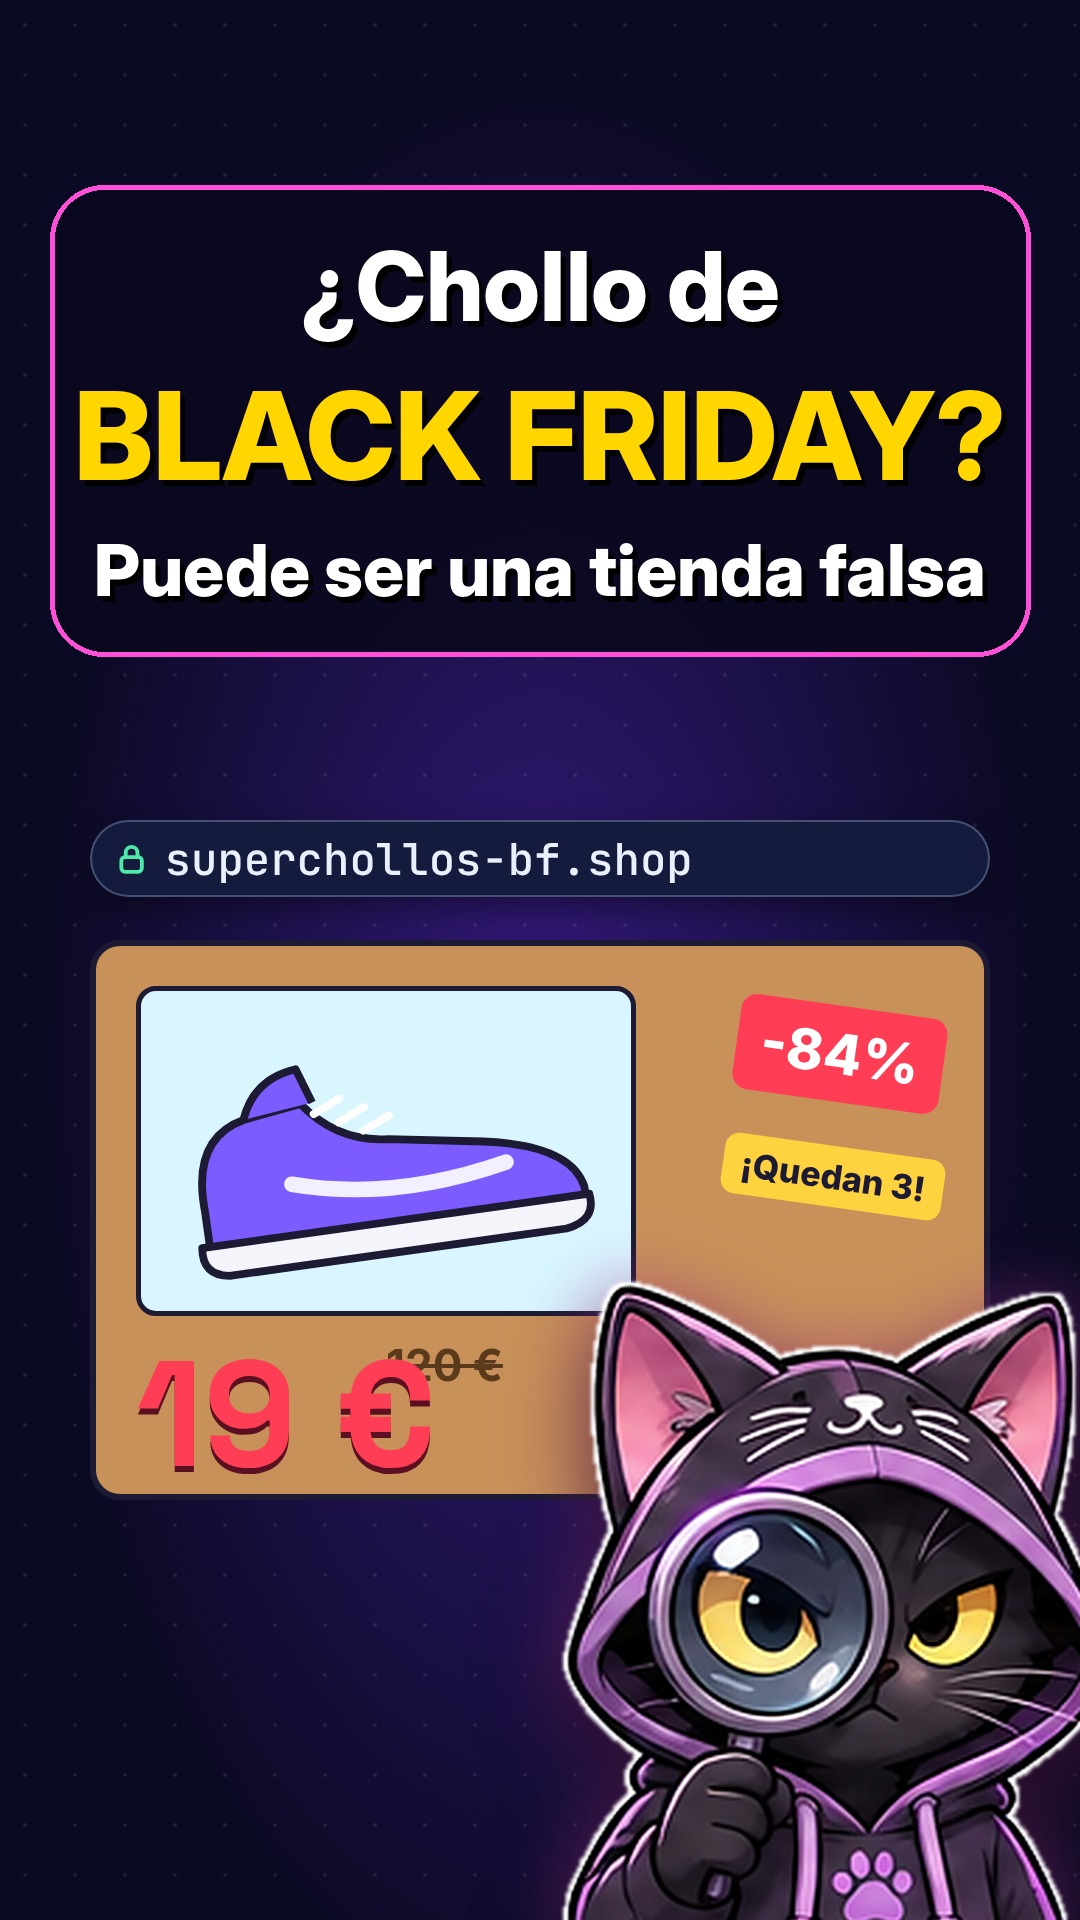 ¿Chollo de
BLACK FRIDAY?
Puede ser una tienda falsa
superchollos-bf.shop
-84%
¡Quedan 3!
120 €
19 €